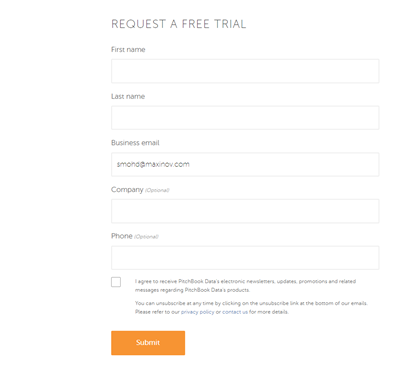 REQUEST A FREE TRIAL
First name
Last name
Business email
smohd@maxinov.com
Company (Optional)
Phone (Optional)
I agree to receive PitchBook Data's electronic newsletters, updates, promotions and related
messages regarding PitchBook Data's products.
You can unsubscribe at any time by clicking on the unsubscribe link at the bottom of our emails.
Please refer to our privacy policy or contact us for more details.
Submit